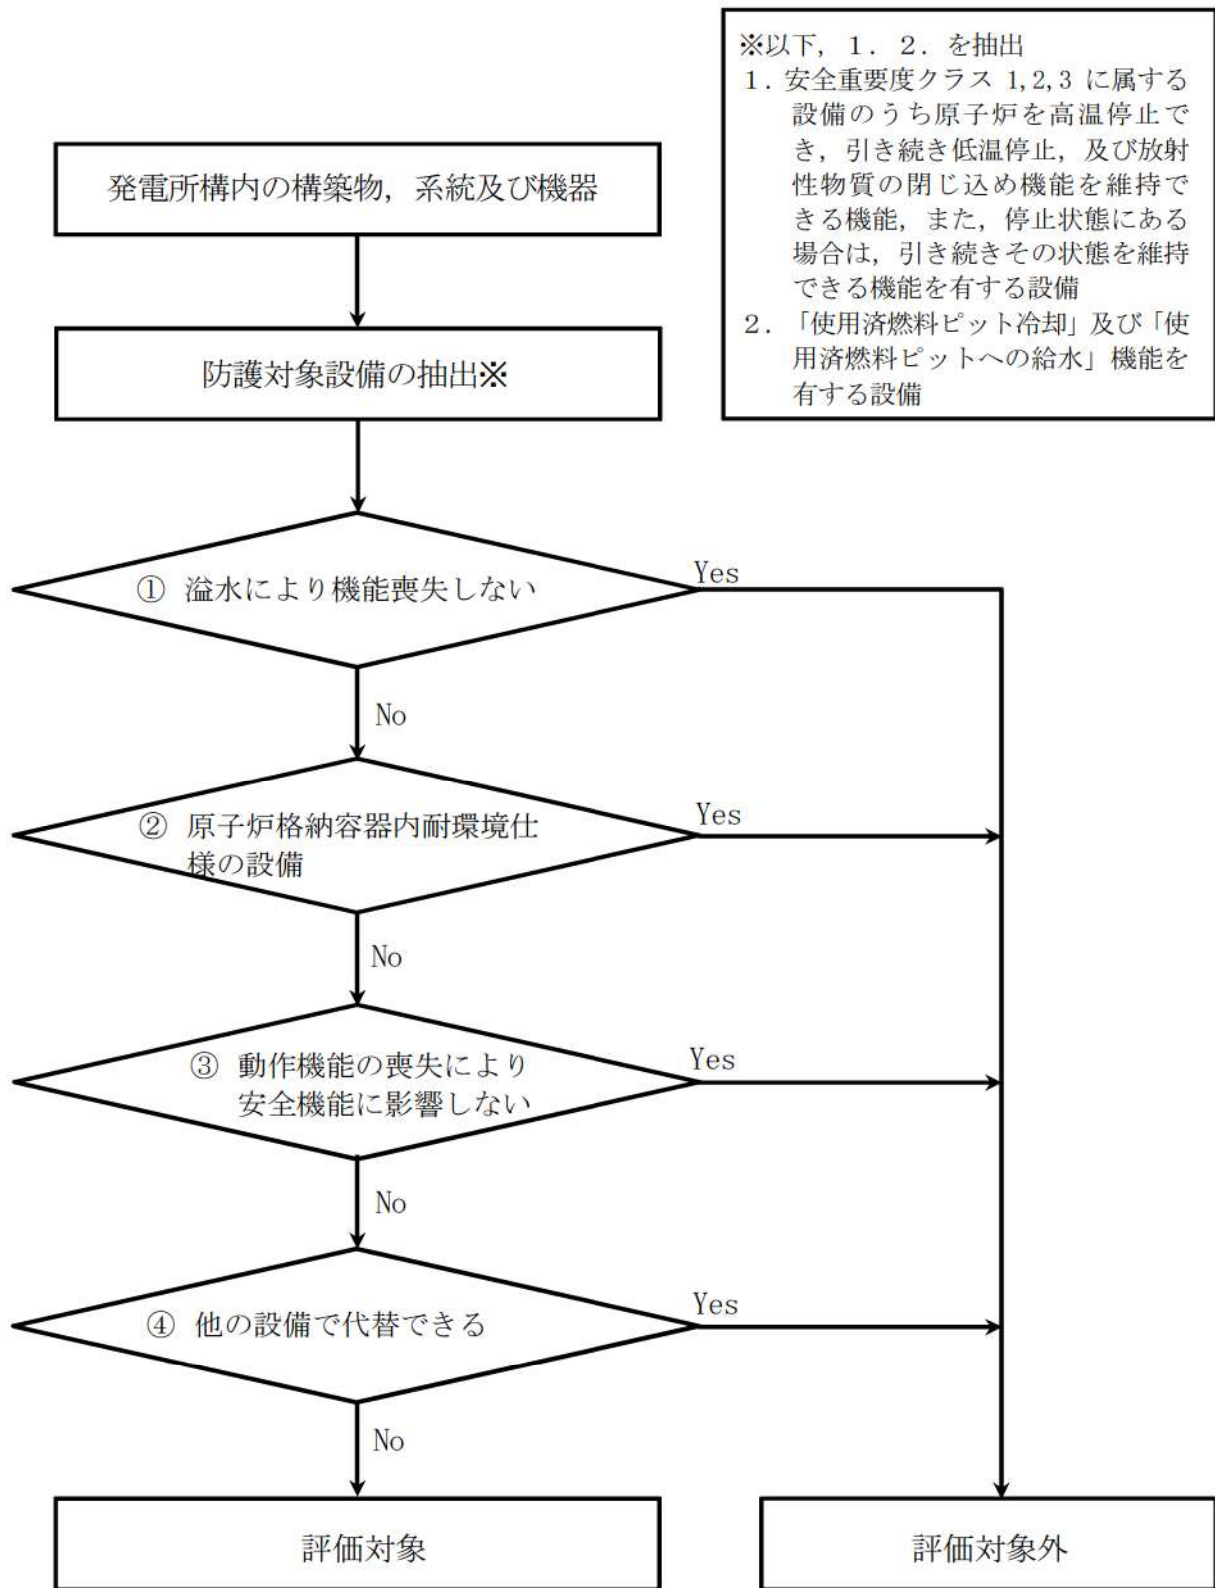 ※以下，１．２．を抽出
１．安全重要度クラス 1,2,3 に属する
設備のうち原子炉を高温停止で
き，引き続き低温停止，及び放射
性物質の閉じ込め機能を維持で
きる機能，また，停止状態にある
場合は，引き続きその状態を維持
できる機能を有する設備
２．「使用済燃料ピット冷却」及び「使
用済燃料ピットへの給水」機能を
有する設備
発電所構内の構築物，系統及び機器
防護対象設備の抽出※
① 溢水により機能喪失しない
Yes
No
② 原子炉格納容器内耐環境仕
様の設備
Yes
No
③ 動作機能の喪失により
安全機能に影響しない
Yes
No
④ 他の設備で代替できる
Yes
No
評価対象
評価対象外